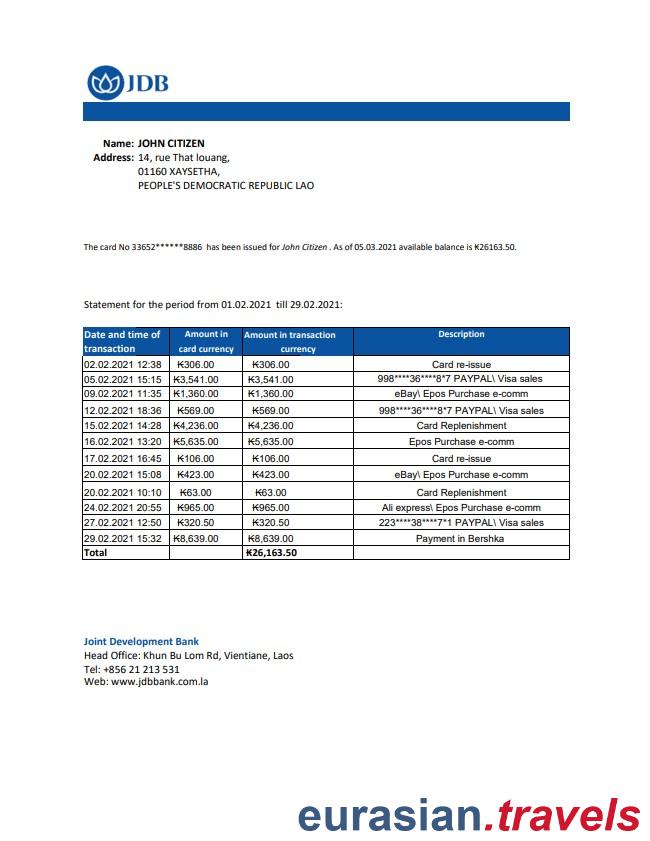 JDB
Name: JOHN CITIZEN
Address: 14, rue That louang,
01160 XAYSETHA,
PEOPLE'S DEMOCRATIC REPUBLIC LAO
The card No 33652******8886 has been issued for John Citizen . As of 05.03.2021 available balance is ₭26163.50.
Statement for the period from 01.02.2021 till 29.02.2021:
Date and time of transaction Amount in card currency Amount in transaction currency Description
02.02.2021 12:38 ₭306.00 ₭306.00 Card re-issue
05.02.2021 15:15 ₭3,541.00 ₭3,541.00 998****36****8*7 PAYPAL\ Visa sales
09.02.2021 11:35 ₭1,360.00 ₭1,360.00 eBay\ Epos Purchase e-comm
12.02.2021 18:36 ₭569.00 ₭569.00 998****36****8*7 PAYPAL\ Visa sales
15.02.2021 14:28 ₭4,236.00 ₭4,236.00 Card Replenishment
16.02.2021 13:20 ₭5,635.00 ₭5,635.00 Epos Purchase e-comm
17.02.2021 16:45 ₭106.00 ₭106.00 Card re-issue
20.02.2021 15:08 ₭423.00 ₭423.00 eBay\ Epos Purchase e-comm
20.02.2021 10:10 ₭63.00 ₭63.00 Card Replenishment
24.02.2021 20:55 ₭965.00 ₭965.00 Ali express\ Epos Purchase e-comm
27.02.2021 12:50 ₭320.50 ₭320.50 223****38****7*1 PAYPAL\ Visa sales
29.02.2021 15:32 ₭8,639.00 ₭8,639.00 Payment in Bershka
Total ₭26,163.50
Joint Development Bank
Head Office: Khun Bu Lom Rd, Vientiane, Laos
Tel: +856 21 213 531
Web: www.jdbbank.com.la
eurasian.travels